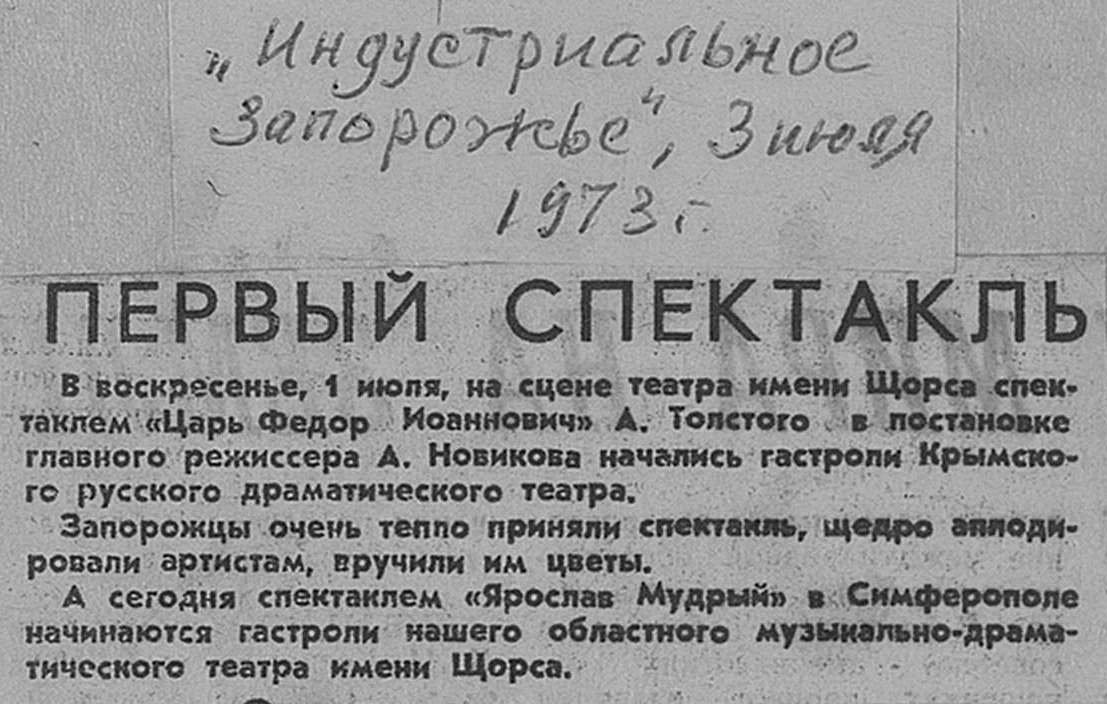 „Индустриальное
Запорожье", 3 июля
1973 г.
ПЕРВЫЙ СПЕКТАКЛЬ
В воскресенье, 1 июля, на сцене театра имени Щорса спек-
таклем «Царь Федор Иоаннович» А. Толстого в постановке
главного режиссера А. Новикова начались гастроли Крымско-
го русского драматического театра.
Запорожцы очень тепло приняли спектакль, щедро аплоди-
ровали артистам, вручили им цветы.
А сегодня спектаклем «Ярослав Мудрый» в Симферополе
начинаются гастроли нашего областного музыкально-драма-
тического театра имени Щорса.